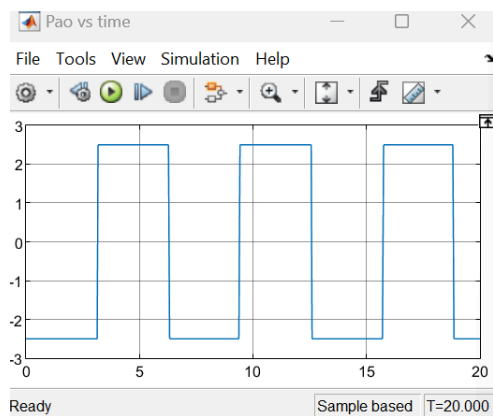 Pao vs time
File Tools View Simulation Help
3
2
1
0
-1
-2
-3
0 5 10 15 20
Ready Sample based T=20.000